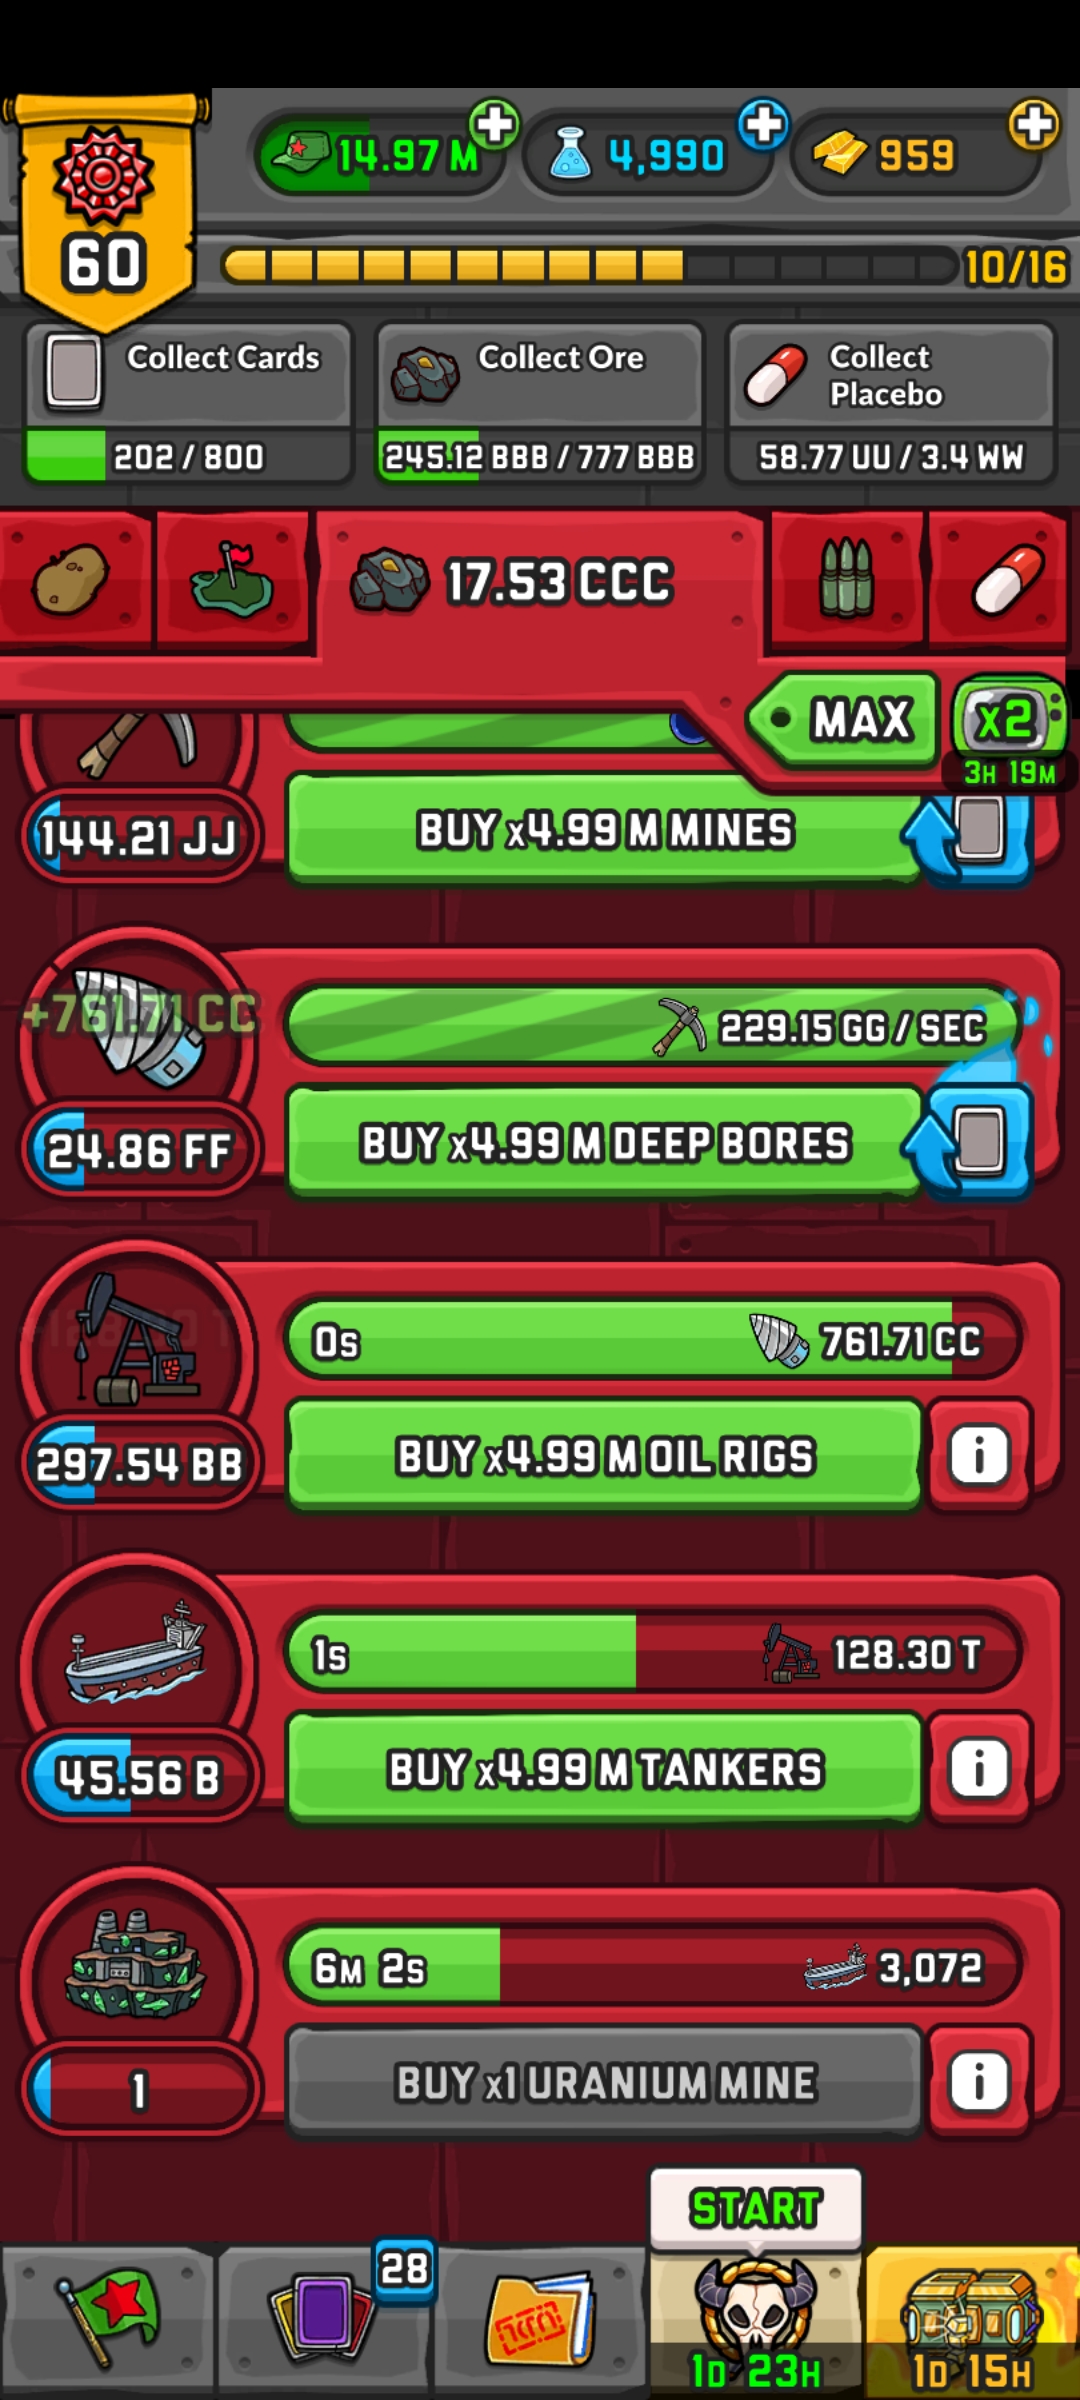 60
14.97 M
4,990
959
10/16
Collect Cards
202 / 800
Collect Ore
245.12 BBB / 777 BBB
Collect
Placebo
58.77 UU / 3.4 WW
17.53 CCC
MAX
x2
3H 19M
144.21 JJ
BUY x4.99 M MINES
+761.71 CC
229.15 GG / SEC
24.86 FF
BUY x4.99 M DEEP BORES
0s
761.71 CC
297.54 BB
BUY x4.99 M OIL RIGS
1s
128.30 T
45.56 B
BUY x4.99 M TANKERS
6M 2s
3,072
1
BUY x1 URANIUM MINE
START
28
1D 23H
1D 15H